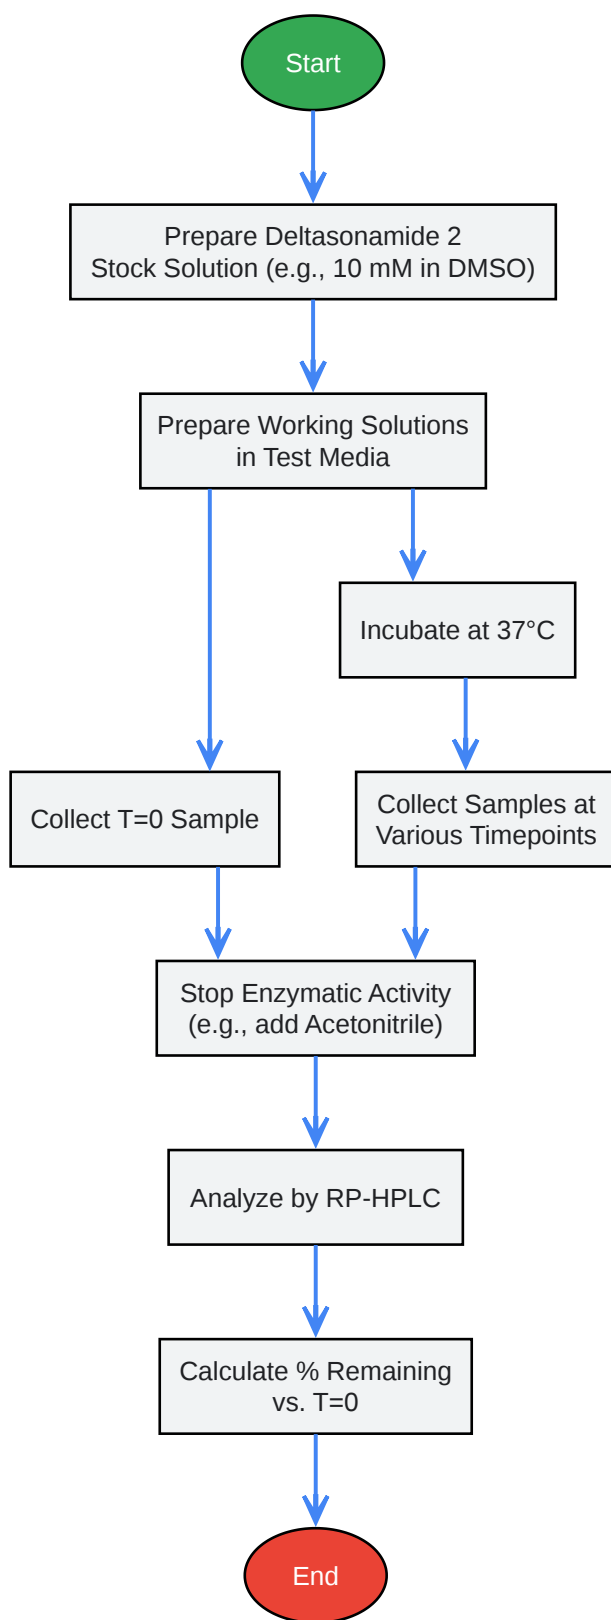 Start
Prepare Deltasonamide 2
Stock Solution (e.g., 10 mM in DMSO)
Prepare Working Solutions
in Test Media
Incubate at 37°C
Collect T=0 Sample
Collect Samples at
Various Timepoints
Stop Enzymatic Activity
(e.g., add Acetonitrile)
Analyze by RP-HPLC
Calculate % Remaining
vs. T=0
End